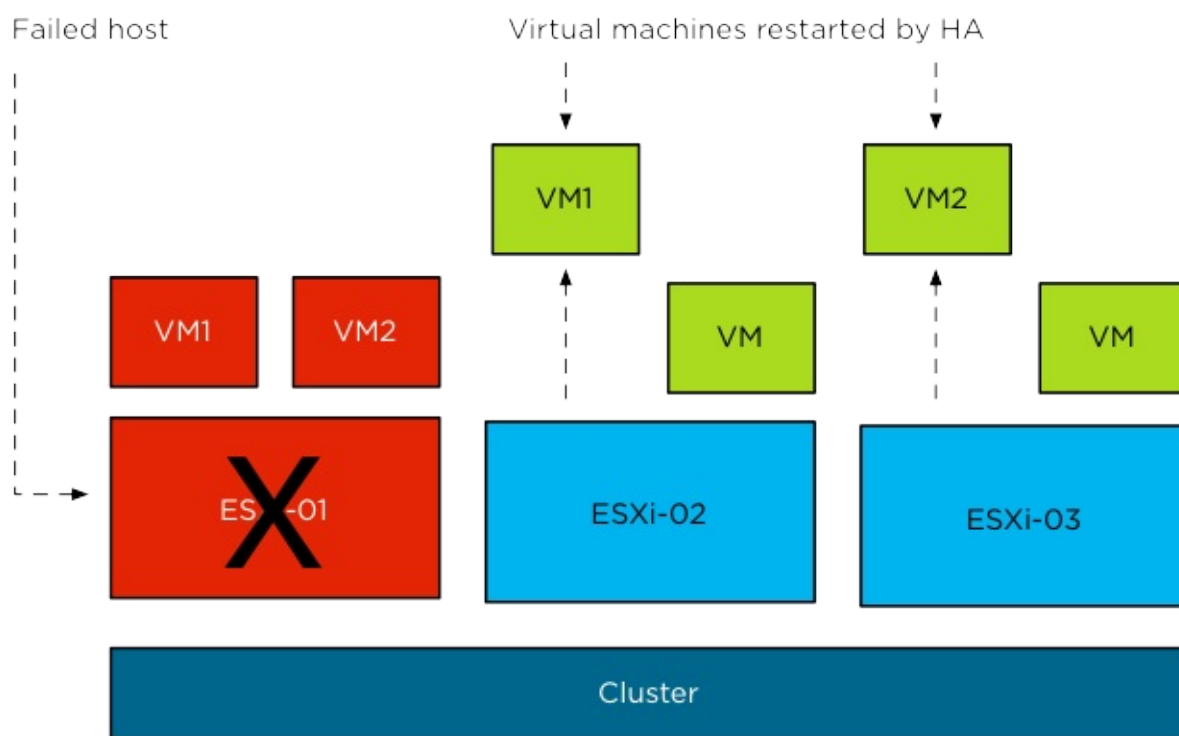 Failed host
Virtual machines restarted by HA
VM1
VM2
VM1
VM2
VM
VM
ES -01
ESXi-02
ESXi-03
Cluster